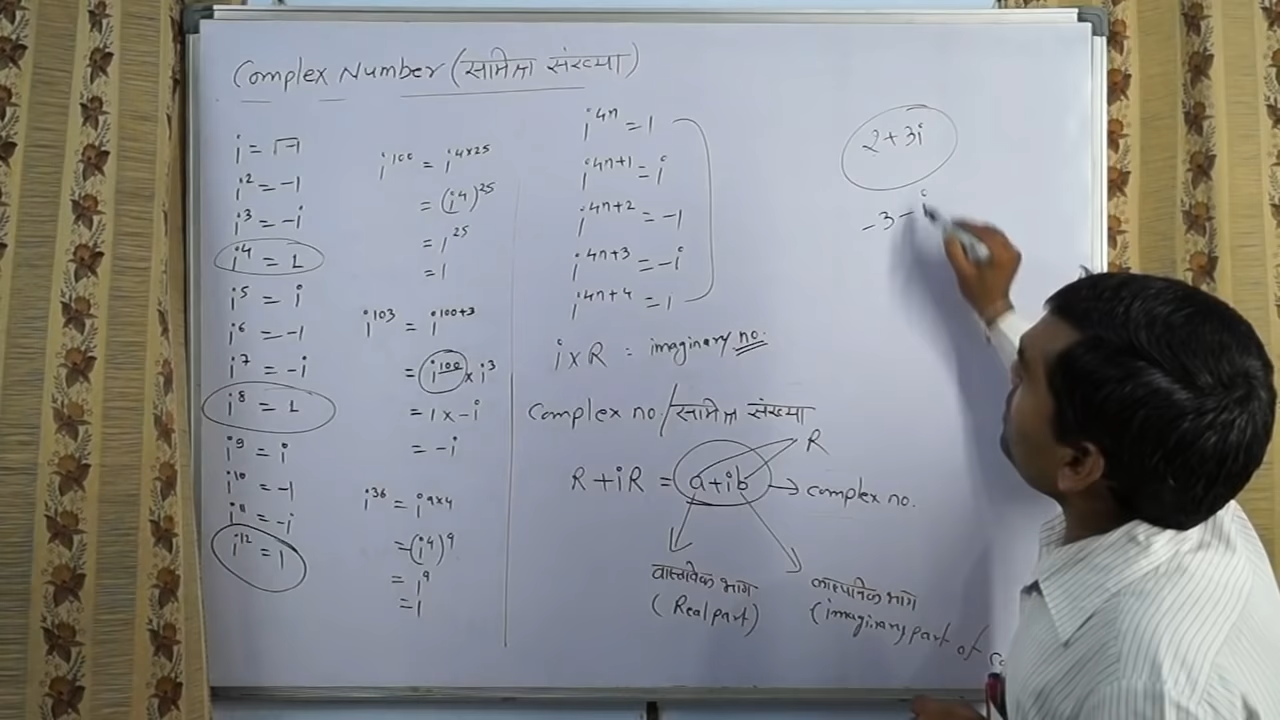 Complex Number (सामिता संख्या)
i = √-1
i² = -1
i³ = -i
i⁴ = 1
i⁵ = i
i⁶ = -1
i⁷ = -i
i⁸ = 1
i⁹ = i
i¹⁰ = -1
i¹¹ = -i
i¹² = 1
i¹⁰⁰ = i⁴ˣ²⁵
= (i⁴)²⁵
= 1²⁵
= 1
i¹⁰³ = i¹⁰⁰⁺³
= i¹⁰⁰ x i³
= 1 x -i
= -i
i³⁶ = i⁹ˣ⁴
= (i⁴)⁹
= 1⁹
= 1
i⁴ⁿ = 1
i⁴ⁿ⁺¹ = i
i⁴ⁿ⁺² = -1
i⁴ⁿ⁺³ = -i
i⁴ⁿ⁺⁴ = 1
i x R = imaginary no.
Complex no./सामिता संख्या
R
R + iR = a+ib → complex no.
वास्तविक भाग
(Real part)
काल्पनिक भाग
(imaginary part of
2 + 3i
-3 - i